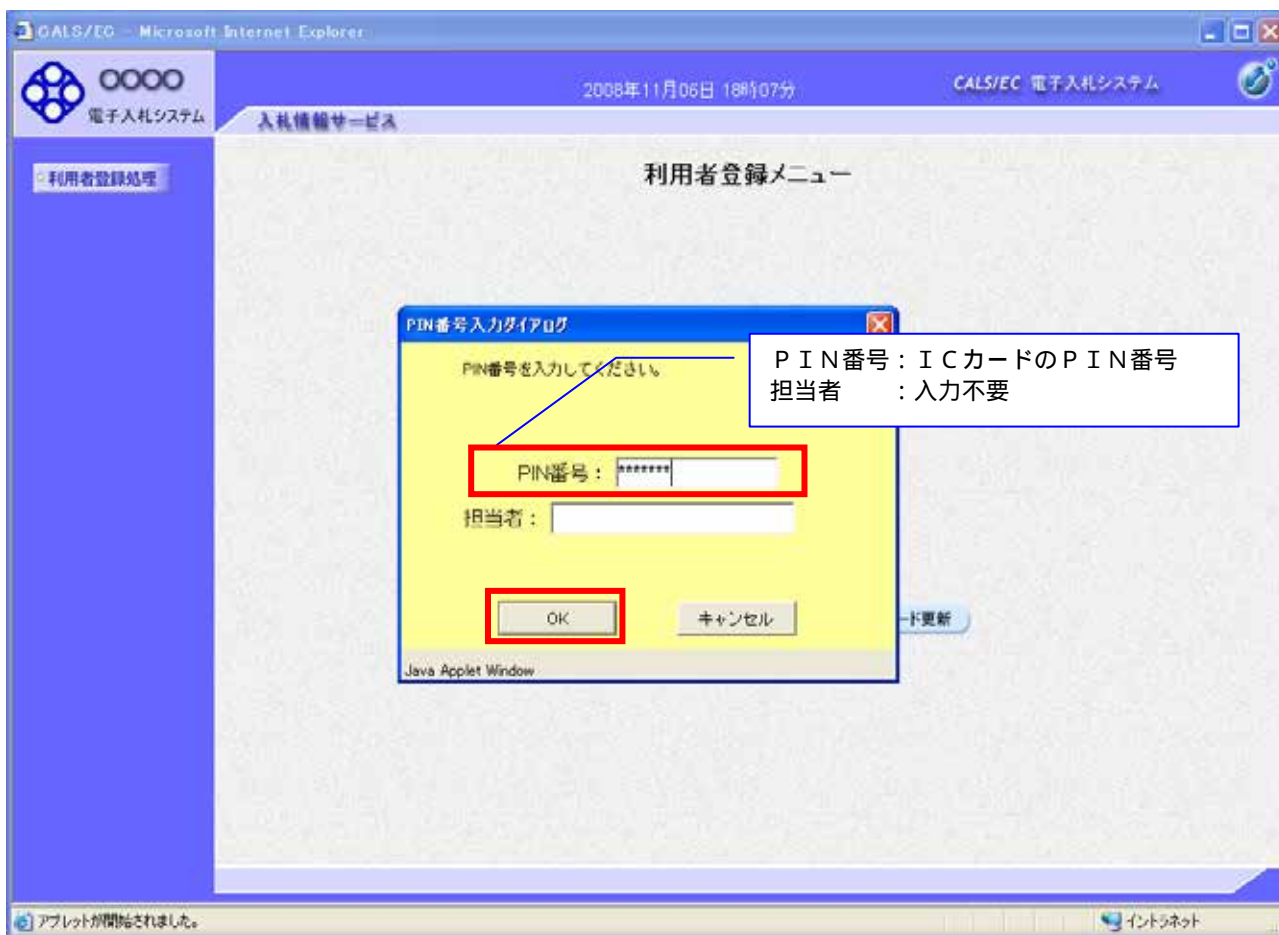 CALS/EC - Microsoft Internet Explorer
OOOO
電子入札システム
2008年11月06日 18時07分
CALS/EC 電子入札システム
入札情報サービス
利用者登録処理
利用者登録メニュー
PIN番号入力ダイアログ
PIN番号を入力してください。
ＰＩＮ番号：ＩＣカードのＰＩＮ番号
担当者　　：入力不要
PIN番号： *******
担当者：
OK
キャンセル
ード更新
Java Applet Window
アプレットが開始されました。
イントラネット